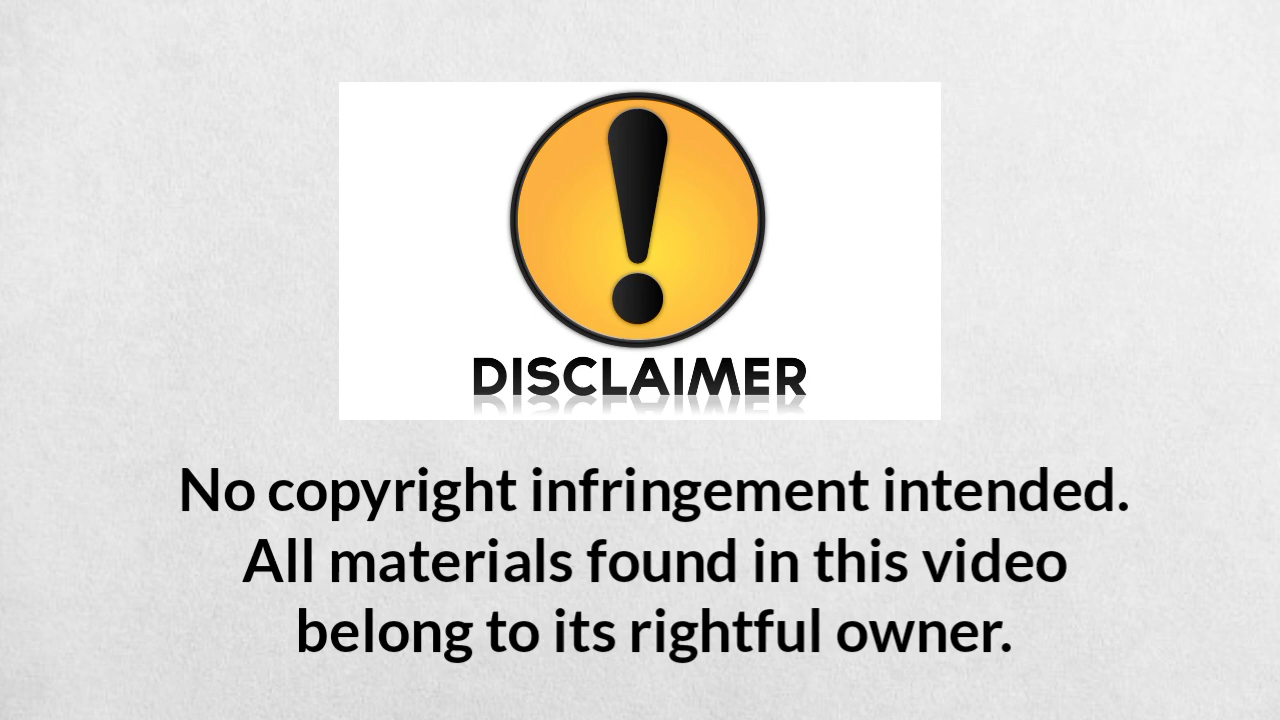 DISCLAIMER
No copyright infringement intended.
All materials found in this video
belong to its rightful owner.